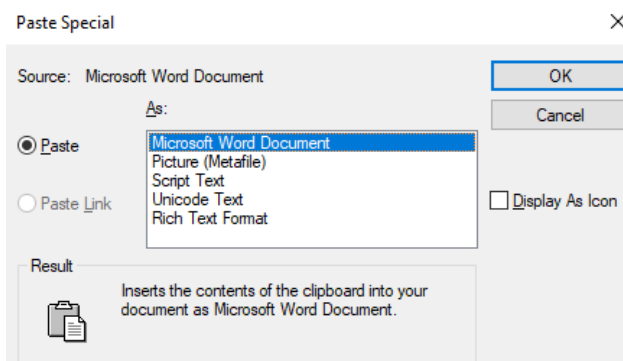 Paste Special
Source: Microsoft Word Document
OK
As:
Cancel
Paste
Microsoft Word Document
Picture (Metafile)
Script Text
Unicode Text
Rich Text Format
Paste Link
Display As Icon
Result
Inserts the contents of the clipboard into your
document as Microsoft Word Document.